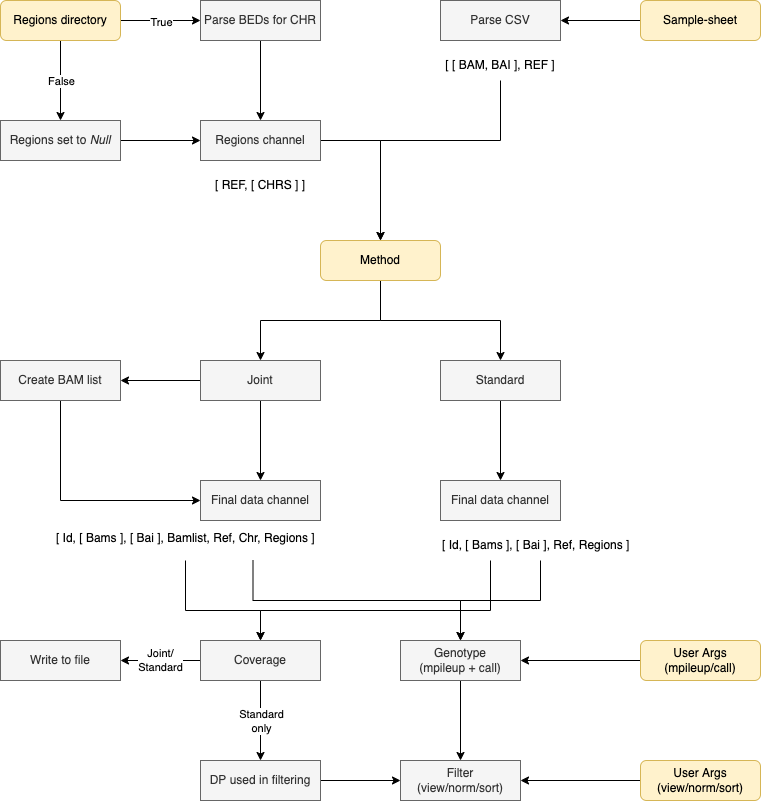 Regions directory
True
Parse BEDs for CHR
Parse CSV
Sample-sheet
[ [ BAM, BAI ], REF ]
False
Regions set to Null
Regions channel
[ REF, [ CHRS ] ]
Method
Create BAM list
Joint
Standard
Final data channel
Final data channel
[ Id, [ Bams ], [ Bai ], Bamlist, Ref, Chr, Regions ]
[ Id, [ Bams ], [ Bai ], Ref, Regions ]
Write to file
Joint/
Standard
Coverage
Genotype
(mpileup + call)
User Args
(mpileup/call)
Standard
only
DP used in filtering
Filter
(view/norm/sort)
User Args
(view/norm/sort)